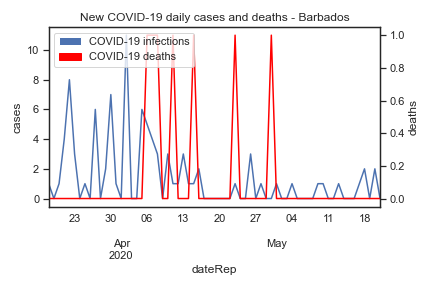 New COVID-19 daily cases and deaths - Barbados
COVID-19 infections
COVID-19 deaths
cases
10
8
6
4
2
0
deaths
1.0
0.8
0.6
0.4
0.2
0.0
23 30 06 13 20 27 04 11 18
Apr May
2020
dateRep